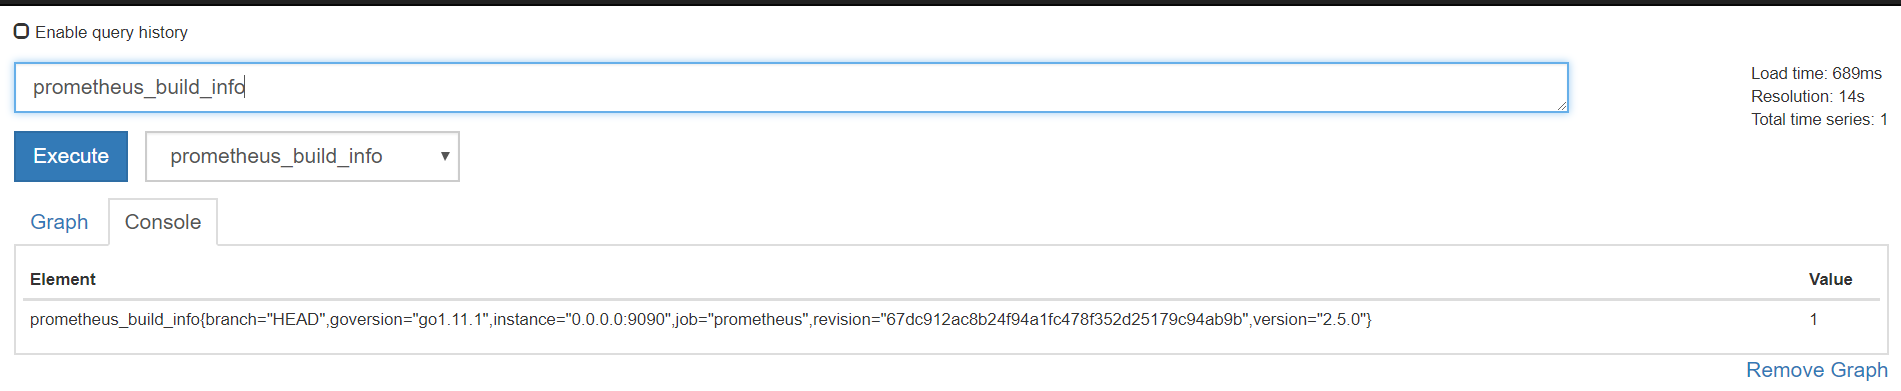 Enable query history
prometheus_build_info
Load time: 689ms
Resolution: 14s
Total time series: 1
Execute
prometheus_build_info
Graph
Console
Element Value
prometheus_build_info{branch="HEAD",goversion="go1.11.1",instance="0.0.0.0:9090",job="prometheus",revision="67dc912ac8b24f94a1fc478f352d25179c94ab9b",version="2.5.0"} 1
Remove Graph